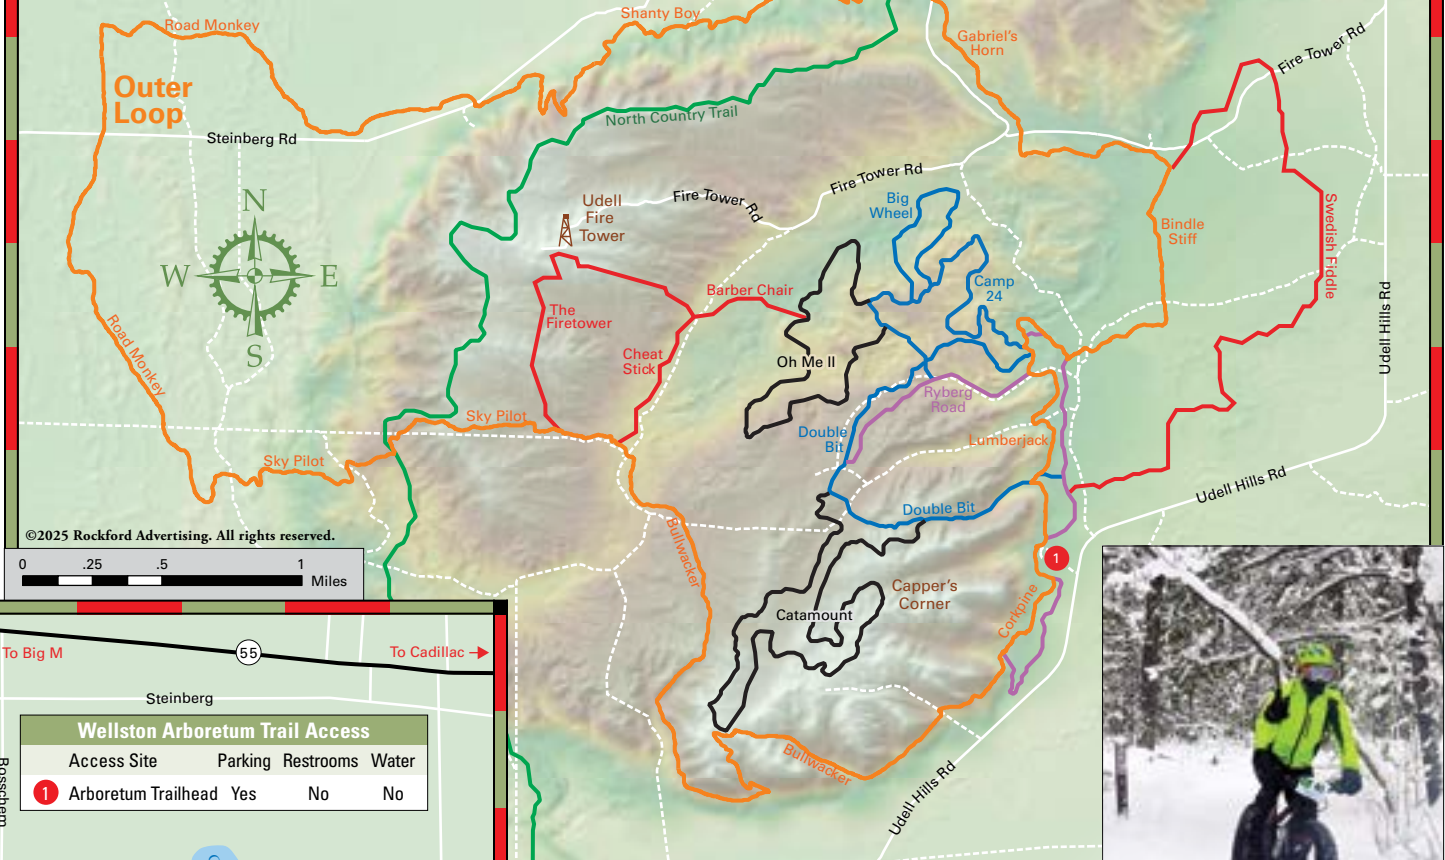 Road Monkey
Shanty Boy
Gabriel's
Horn
Fire Tower Rd
Outer
Loop
Steinberg Rd
North Country Trail
Fire Tower Rd
Fire Tower Rd
Udell
Fire
Tower
Big
Wheel
Bindle
Stiff
Swedish Fiddle
N
W
E
S
Camp
24
Barber Chair
The
Firetower
Road Monkey
Cheat
Stick
Oh Me II
Udell Hills Rd
Ryberg
Road
Sky Pilot
Double
Bit
Lumberjack
Sky Pilot
Udell Hills Rd
Double Bit
Bullwacker
©2025 Rockford Advertising. All rights reserved.
0 .25 .5 1
Miles
1
Capper's
Corner
Catamount
Corkpine
To Big M
55
To Cadillac
Steinberg
Wellston Arboretum Trail Access
Access Site Parking Restrooms Water
1 Arboretum Trailhead Yes No No
Bullwacker
Udell Hills Rd